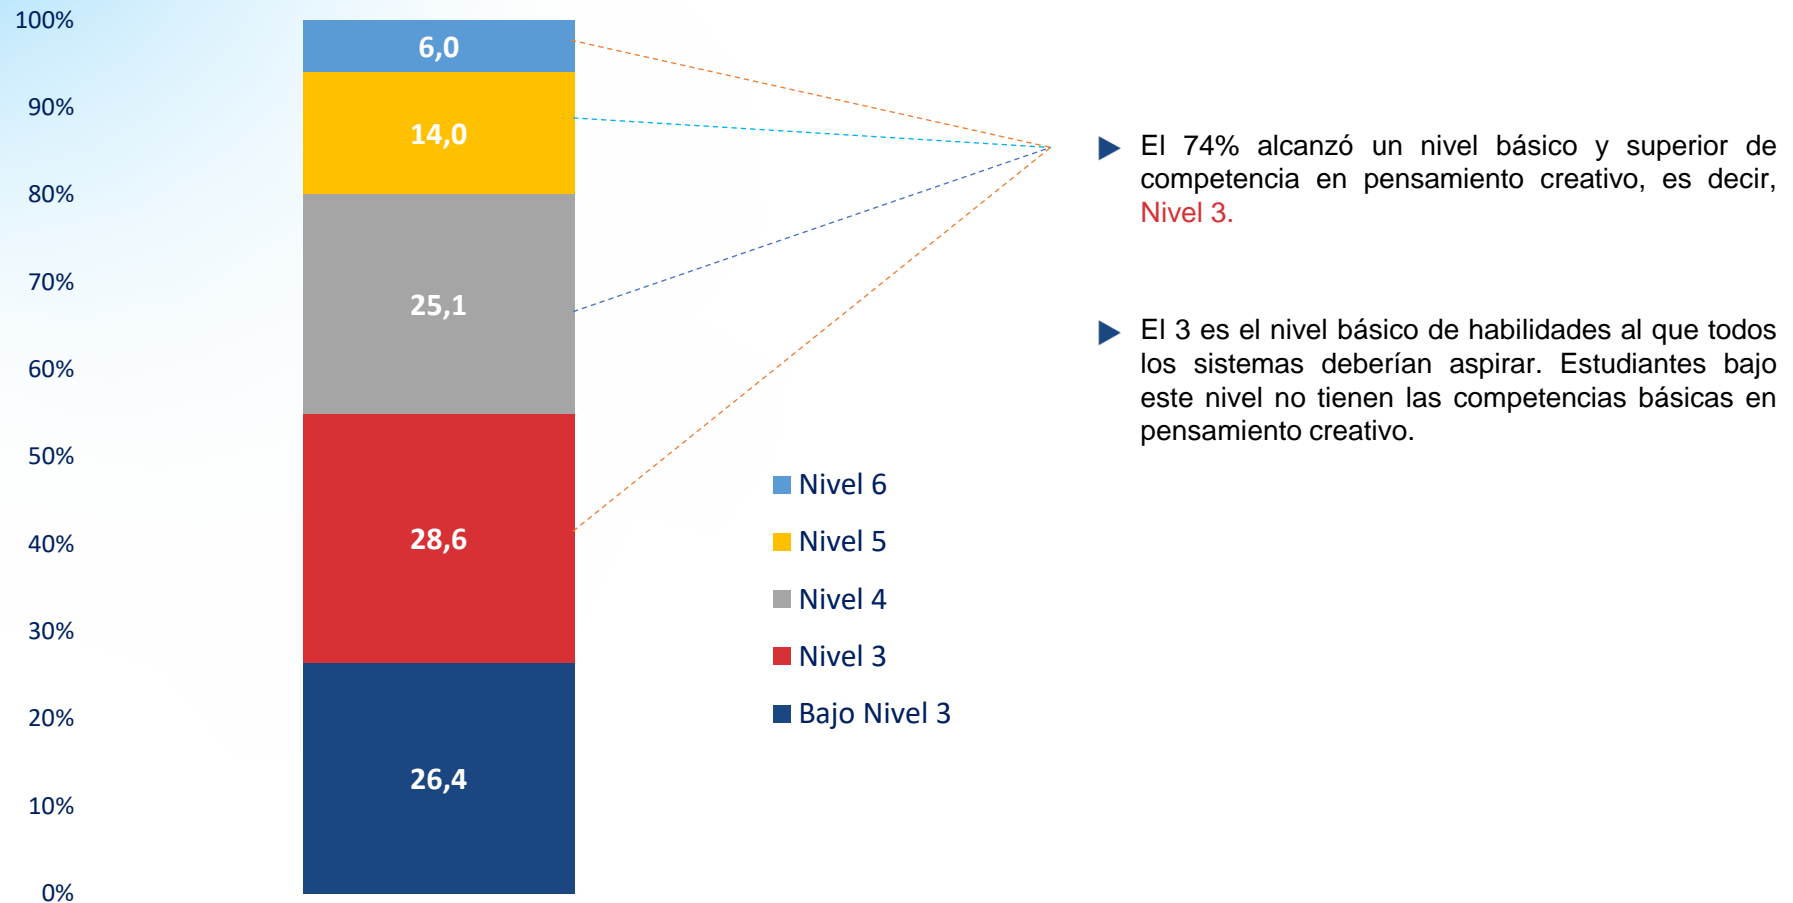 100%
90%
80%
70%
60%
50%
40%
30%
20%
10%
0%
6,0
14,0
25,1
28,6
26,4
Nivel 6
Nivel 5
Nivel 4
Nivel 3
Bajo Nivel 3
El 74% alcanzó un nivel básico y superior de
competencia en pensamiento creativo, es decir,
Nivel 3.
El 3 es el nivel básico de habilidades al que todos
los sistemas deberían aspirar. Estudiantes bajo
este nivel no tienen las competencias básicas en
pensamiento creativo.